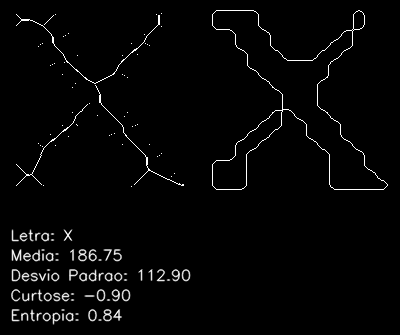 Letra: X
Media: 186.75
Desvio Padrao: 112.90
Curtose: -0.90
Entropia: 0.84